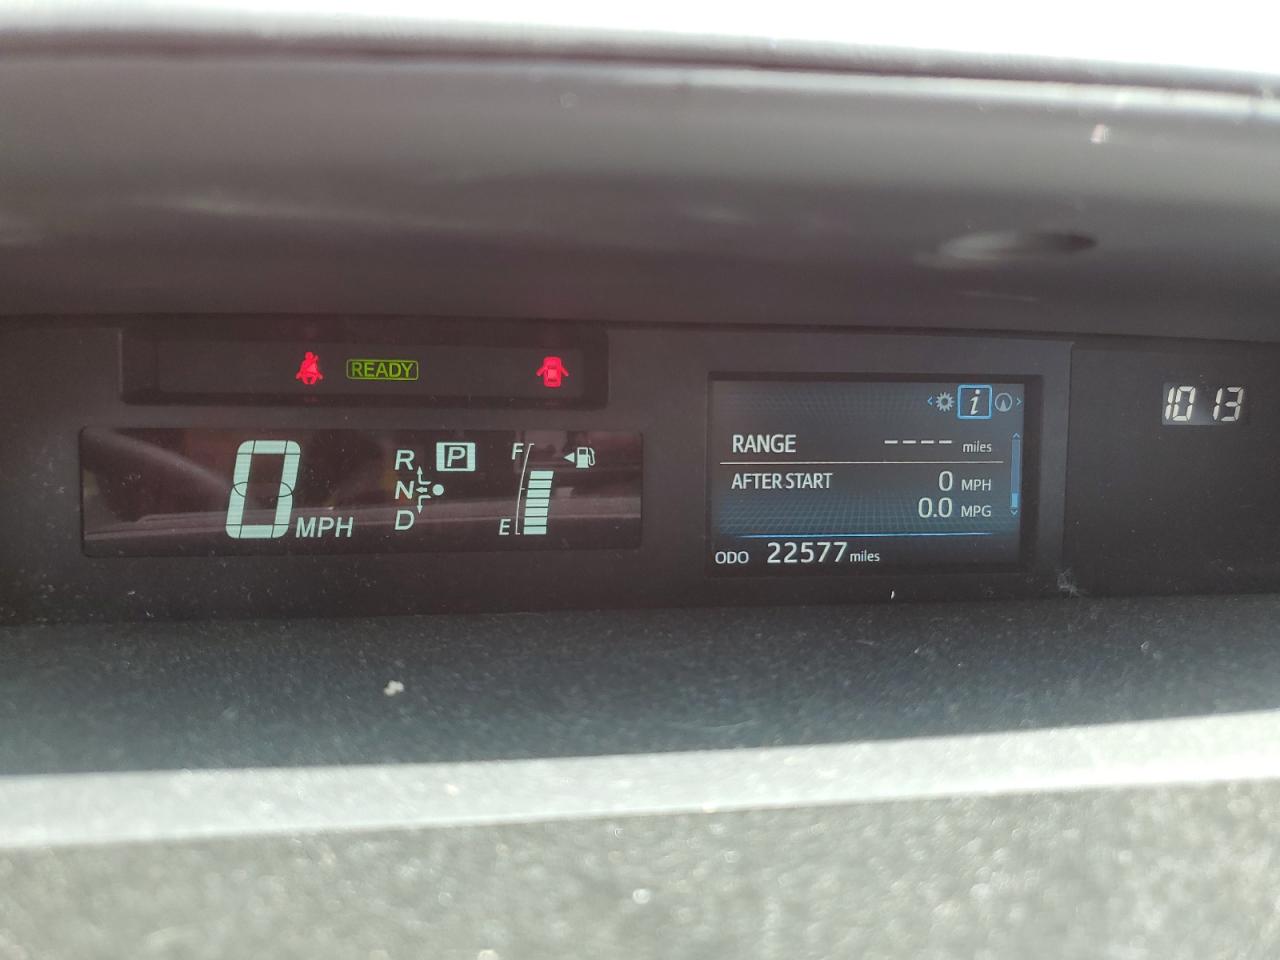 READY
0 MPH
R P
N
D
F
E
i
RANGE ---- miles
AFTER START 0 MPH
0.0 MPG
ODO 22577 miles
10 13